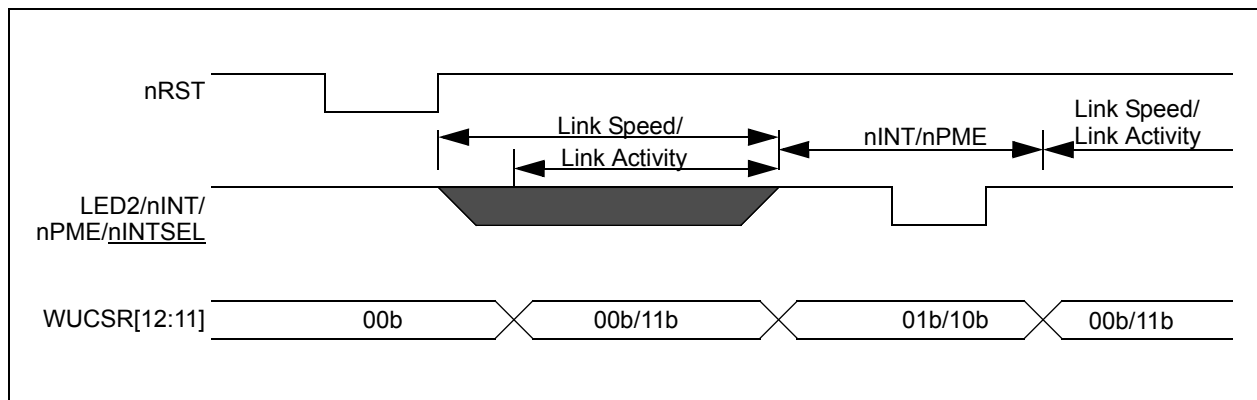 nRST
Link Speed/
Link Activity
nINT/nPME
Link Speed/
Link Activity
LED2/nINT/
nPME/nINTSEL
WUCSR[12:11]
00b
00b/11b
01b/10b
00b/11b